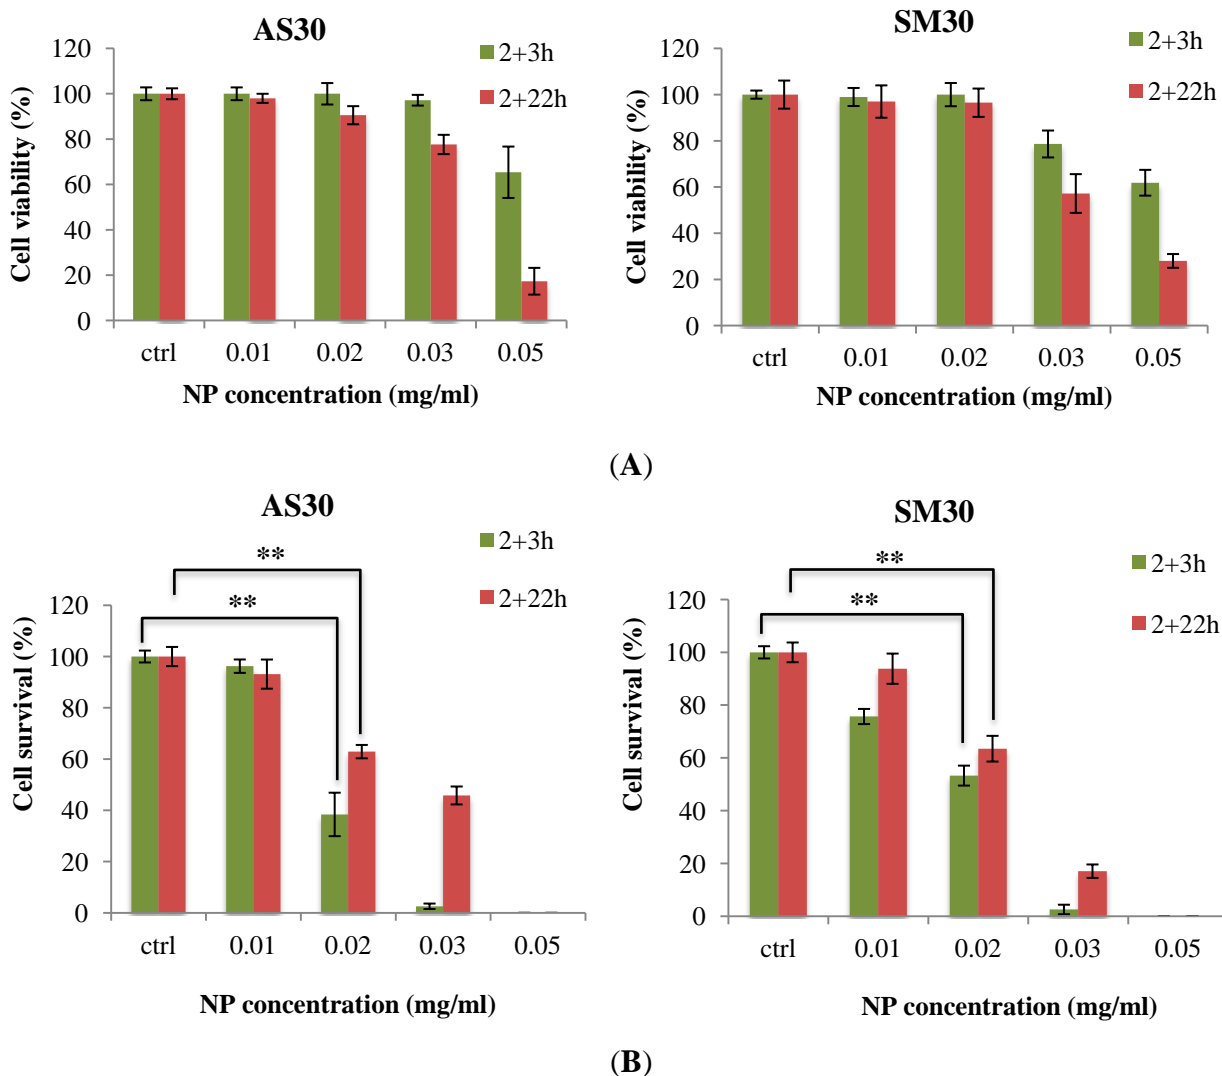 AS30
2+3h
2+22h
Cell viability (%)
120
100
80
60
40
20
0
ctrl 0.01 0.02 0.03 0.05
NP concentration (mg/ml)
SM30
2+3h
2+22h
Cell viability (%)
120
100
80
60
40
20
0
ctrl 0.01 0.02 0.03 0.05
NP concentration (mg/ml)
(A)
AS30
2+3h
2+22h
**
**
Cell survival (%)
120
100
80
60
40
20
0
ctrl 0.01 0.02 0.03 0.05
NP concentration (mg/ml)
SM30
2+3h
2+22h
**
**
Cell survival (%)
120
100
80
60
40
20
0
ctrl 0.01 0.02 0.03 0.05
NP concentration (mg/ml)
(B)